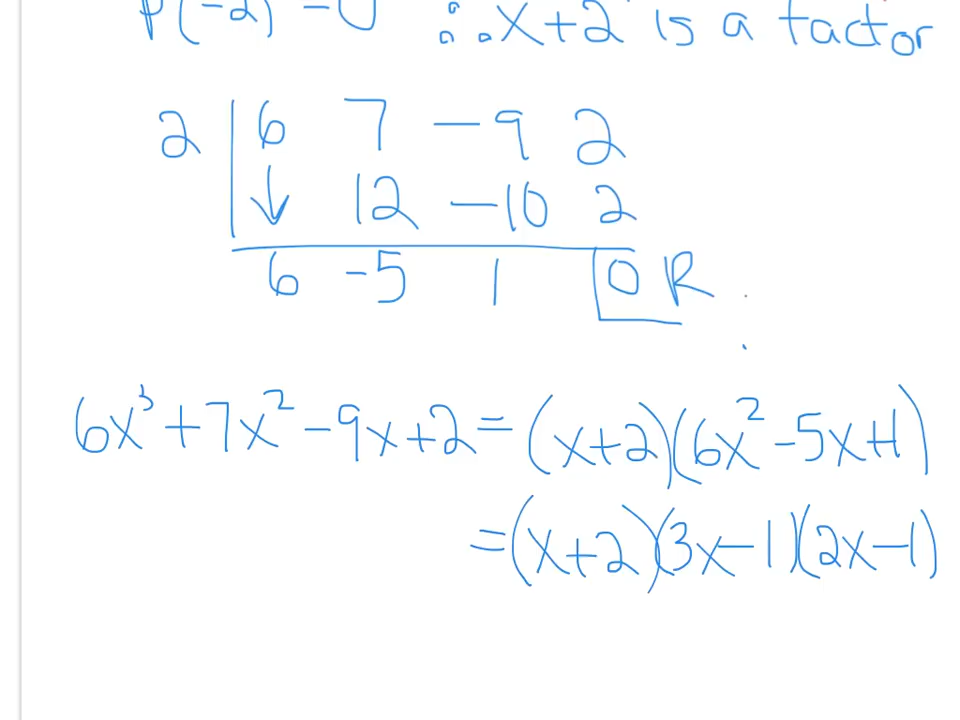 P(-2) = 0 ∴ x+2 is a factor
2 | 6 7 -9 2
↓ 12 -10 2
6 -5 1 0 R
6x³+7x²-9x+2=(x+2)(6x²-5x+1)
=(x+2)(3x-1)(2x-1)